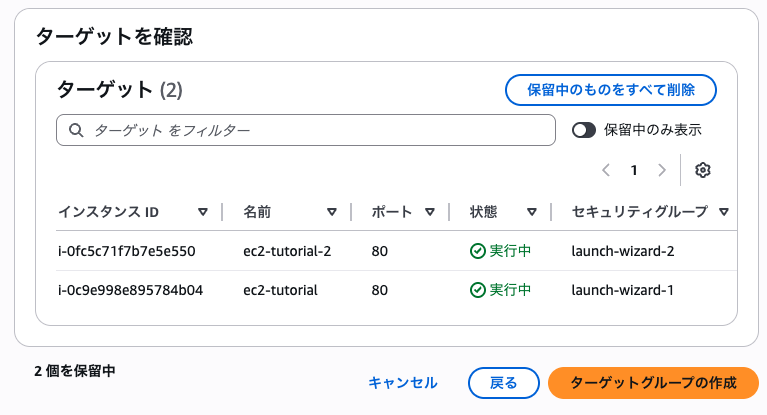 ターゲットを確認
ターゲット (2)
保留中のものをすべて削除
ターゲット をフィルター
保留中のみ表示
1
インスタンス ID 名前 ポート 状態 セキュリティグループ
i-0fc5c71f7b7e5e550 ec2-tutorial-2 80 実行中 launch-wizard-2
i-0c9e998e895784b04 ec2-tutorial 80 実行中 launch-wizard-1
2 個を保留中
キャンセル 戻る ターゲットグループの作成